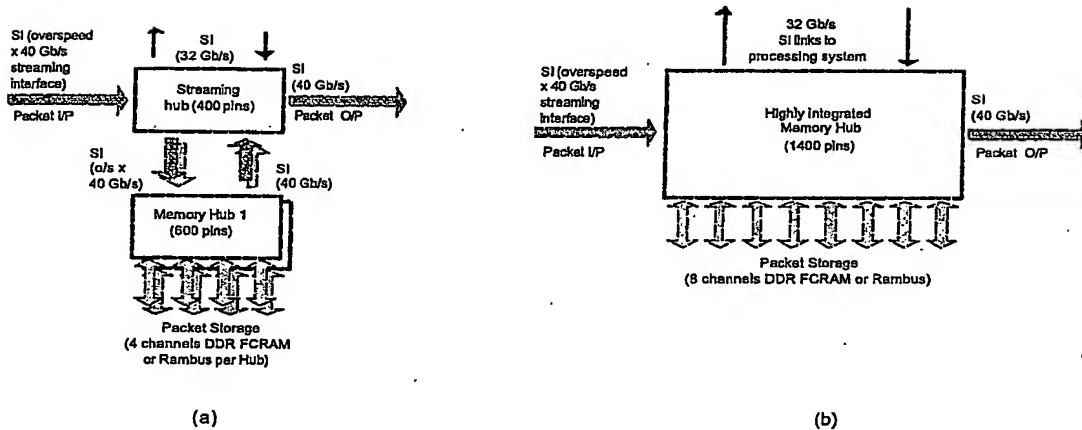 SI (overspeed
x 40 Gb/s
streaming
interface)
Packet I/P
SI
(32 Gb/s)
Streaming
hub (400 pins)
SI
(40 Gb/s)
Packet O/P
SI
(o/s x
40 Gb/s)
SI
(40 Gb/s)
Memory Hub 1
(600 pins)
Packet Storage
(4 channels DDR FCRAM
or Rambus per Hub)
(a)
32 Gb/s
SI links to
processing system
SI (overspeed
x 40 Gb/s
streaming
interface)
Packet I/P
Highly integrated
Memory Hub
(1400 pins)
SI
(40 Gb/s)
Packet O/P
Packet Storage
(8 channels DDR FCRAM or Rambus)
(b)